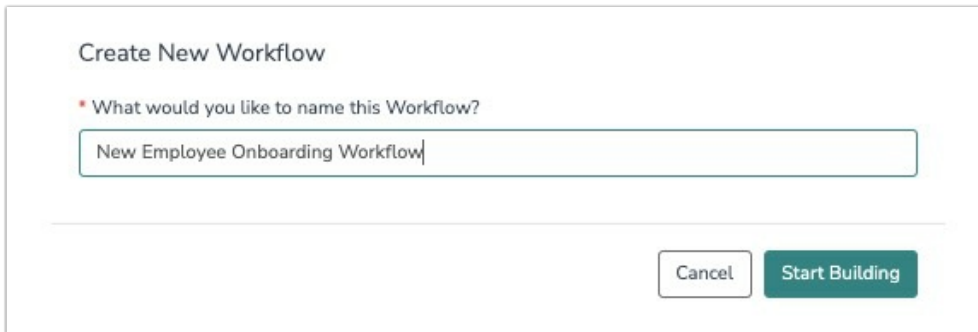 Create New Workflow
* What would you like to name this Workflow?
New Employee Onboarding Workflow
Cancel
Start Building